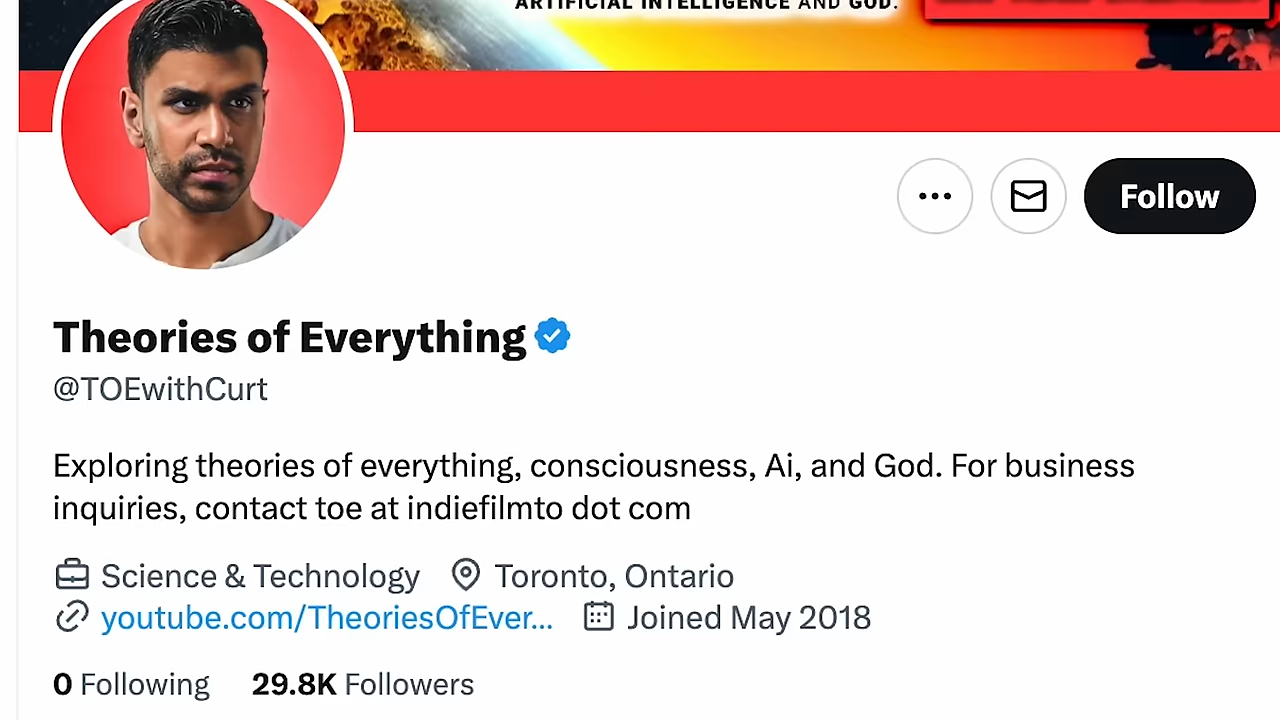 ARTIFICIAL INTELLIGENCE AND GOD.
Follow
Theories of Everything
@TOEwithCurt
Exploring theories of everything, consciousness, Ai, and God. For business
inquiries, contact toe at indiefilmto dot com
Science & Technology Toronto, Ontario
youtube.com/TheoriesOfEver... Joined May 2018
0 Following 29.8K Followers